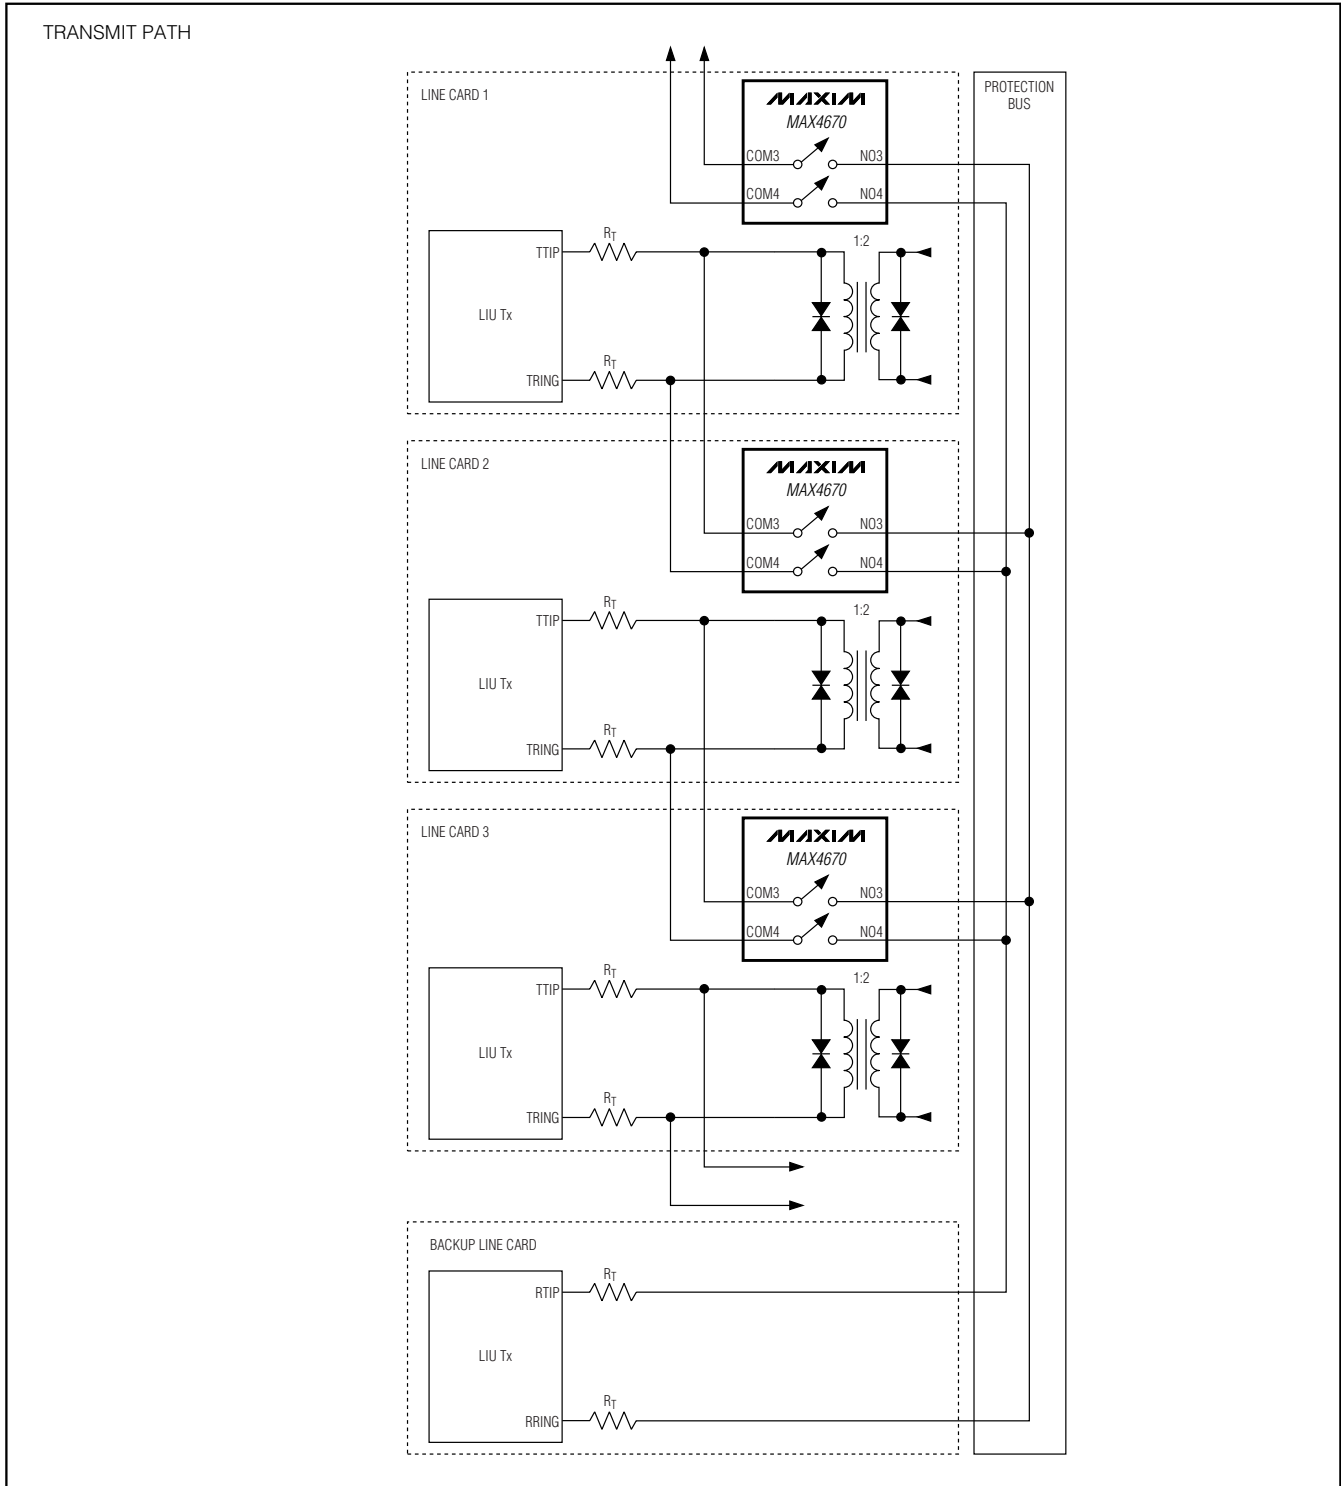 TRANSMIT PATH
LINE CARD 1
MAXIM
MAX4670
COM3
NO3
COM4
NO4
PROTECTION
BUS
RT
1:2
TTIP
LIU Tx
RT
TRING
LINE CARD 2
MAXIM
MAX4670
COM3
NO3
COM4
NO4
RT
1:2
TTIP
LIU Tx
RT
TRING
LINE CARD 3
MAXIM
MAX4670
COM3
NO3
COM4
NO4
RT
1:2
TTIP
LIU Tx
RT
TRING
BACKUP LINE CARD
RT
RTIP
LIU Tx
RT
RRING